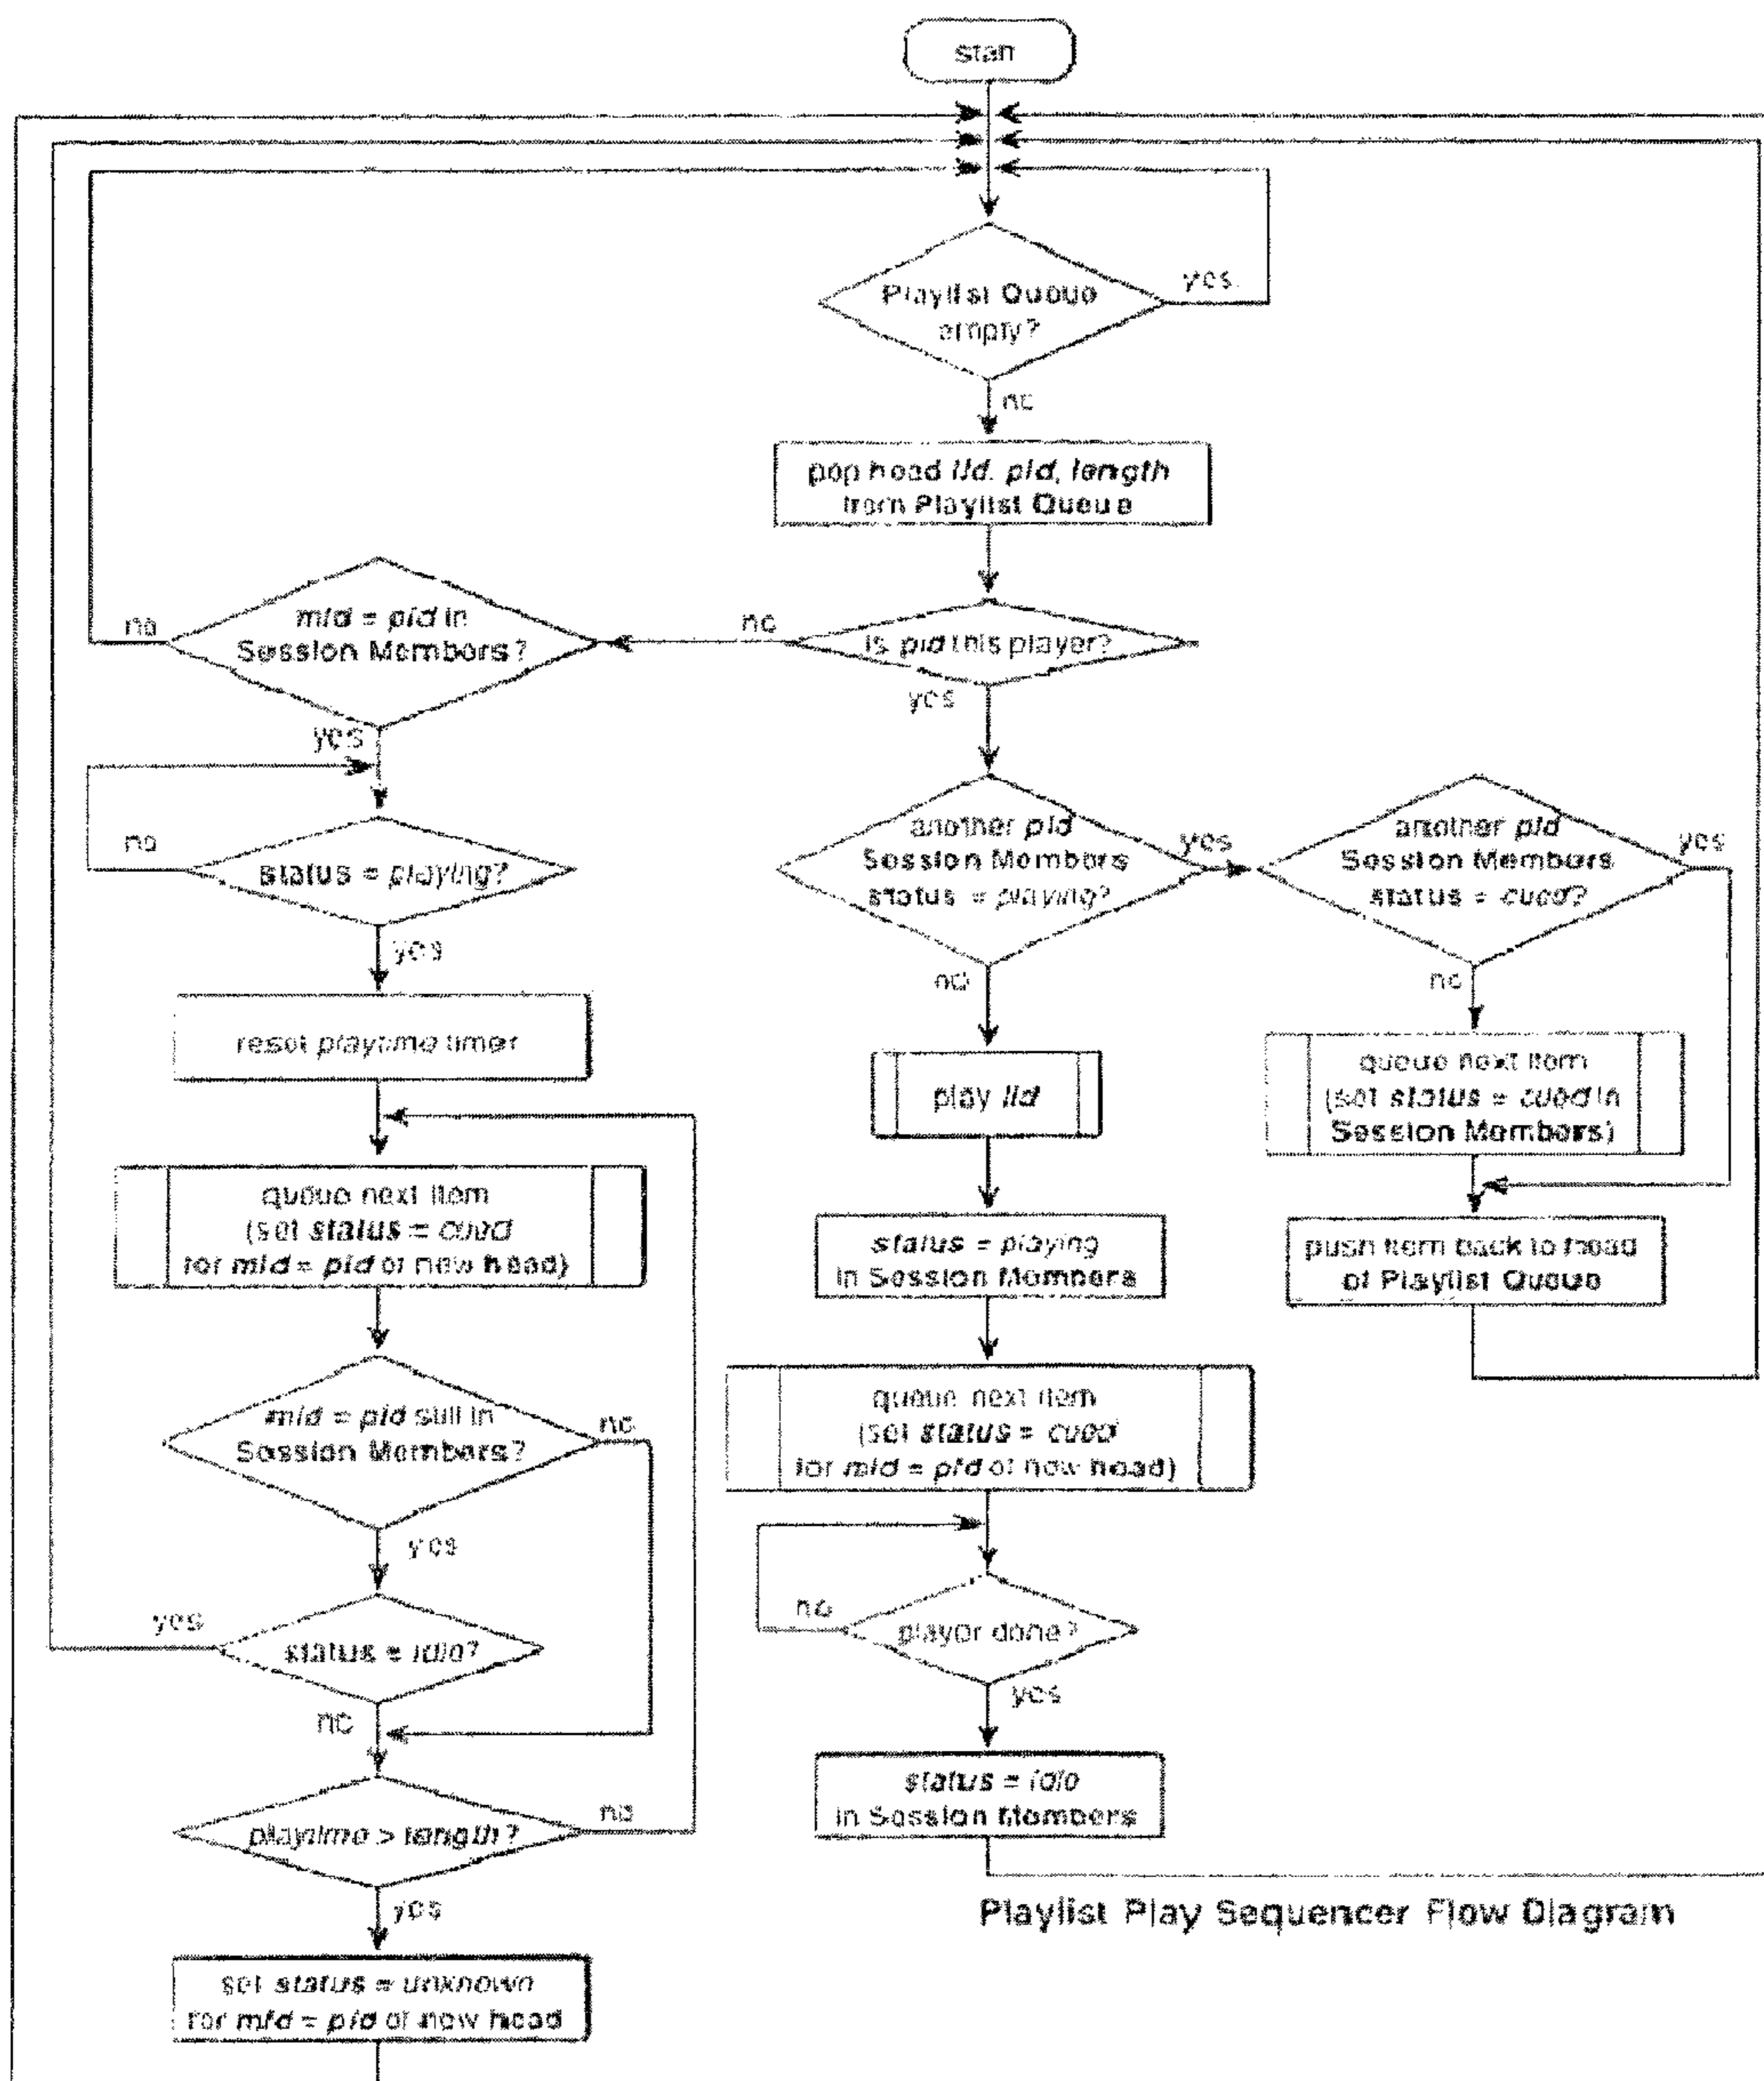 start
Playlist Queue
empty?
yes
no
pop head lid, pid, length
from Playlist Queue
is pid this player?
no
yes
mid = pid in
Session Members?
no
yes
status = playing?
no
yes
reset playtime timer
queue next item
(set status = cued
for mid = pid of new head)
mid = pid still in
Session Members?
no
yes
status = idle?
yes
no
playtime > length?
no
yes
set status = unknown
for mid = pid of new head
another pid
Session Members
status = playing?
yes
no
play lid
status = playing
in Session Members
queue next item
(set status = cued
for mid = pid of new head)
player done?
no
yes
status = idle
in Session Members
another pid
Session Members
status = cued?
yes
no
queue next item
(set status = cued in
Session Members)
push item back to head
of Playlist Queue
Playlist Play Sequencer Flow Diagram